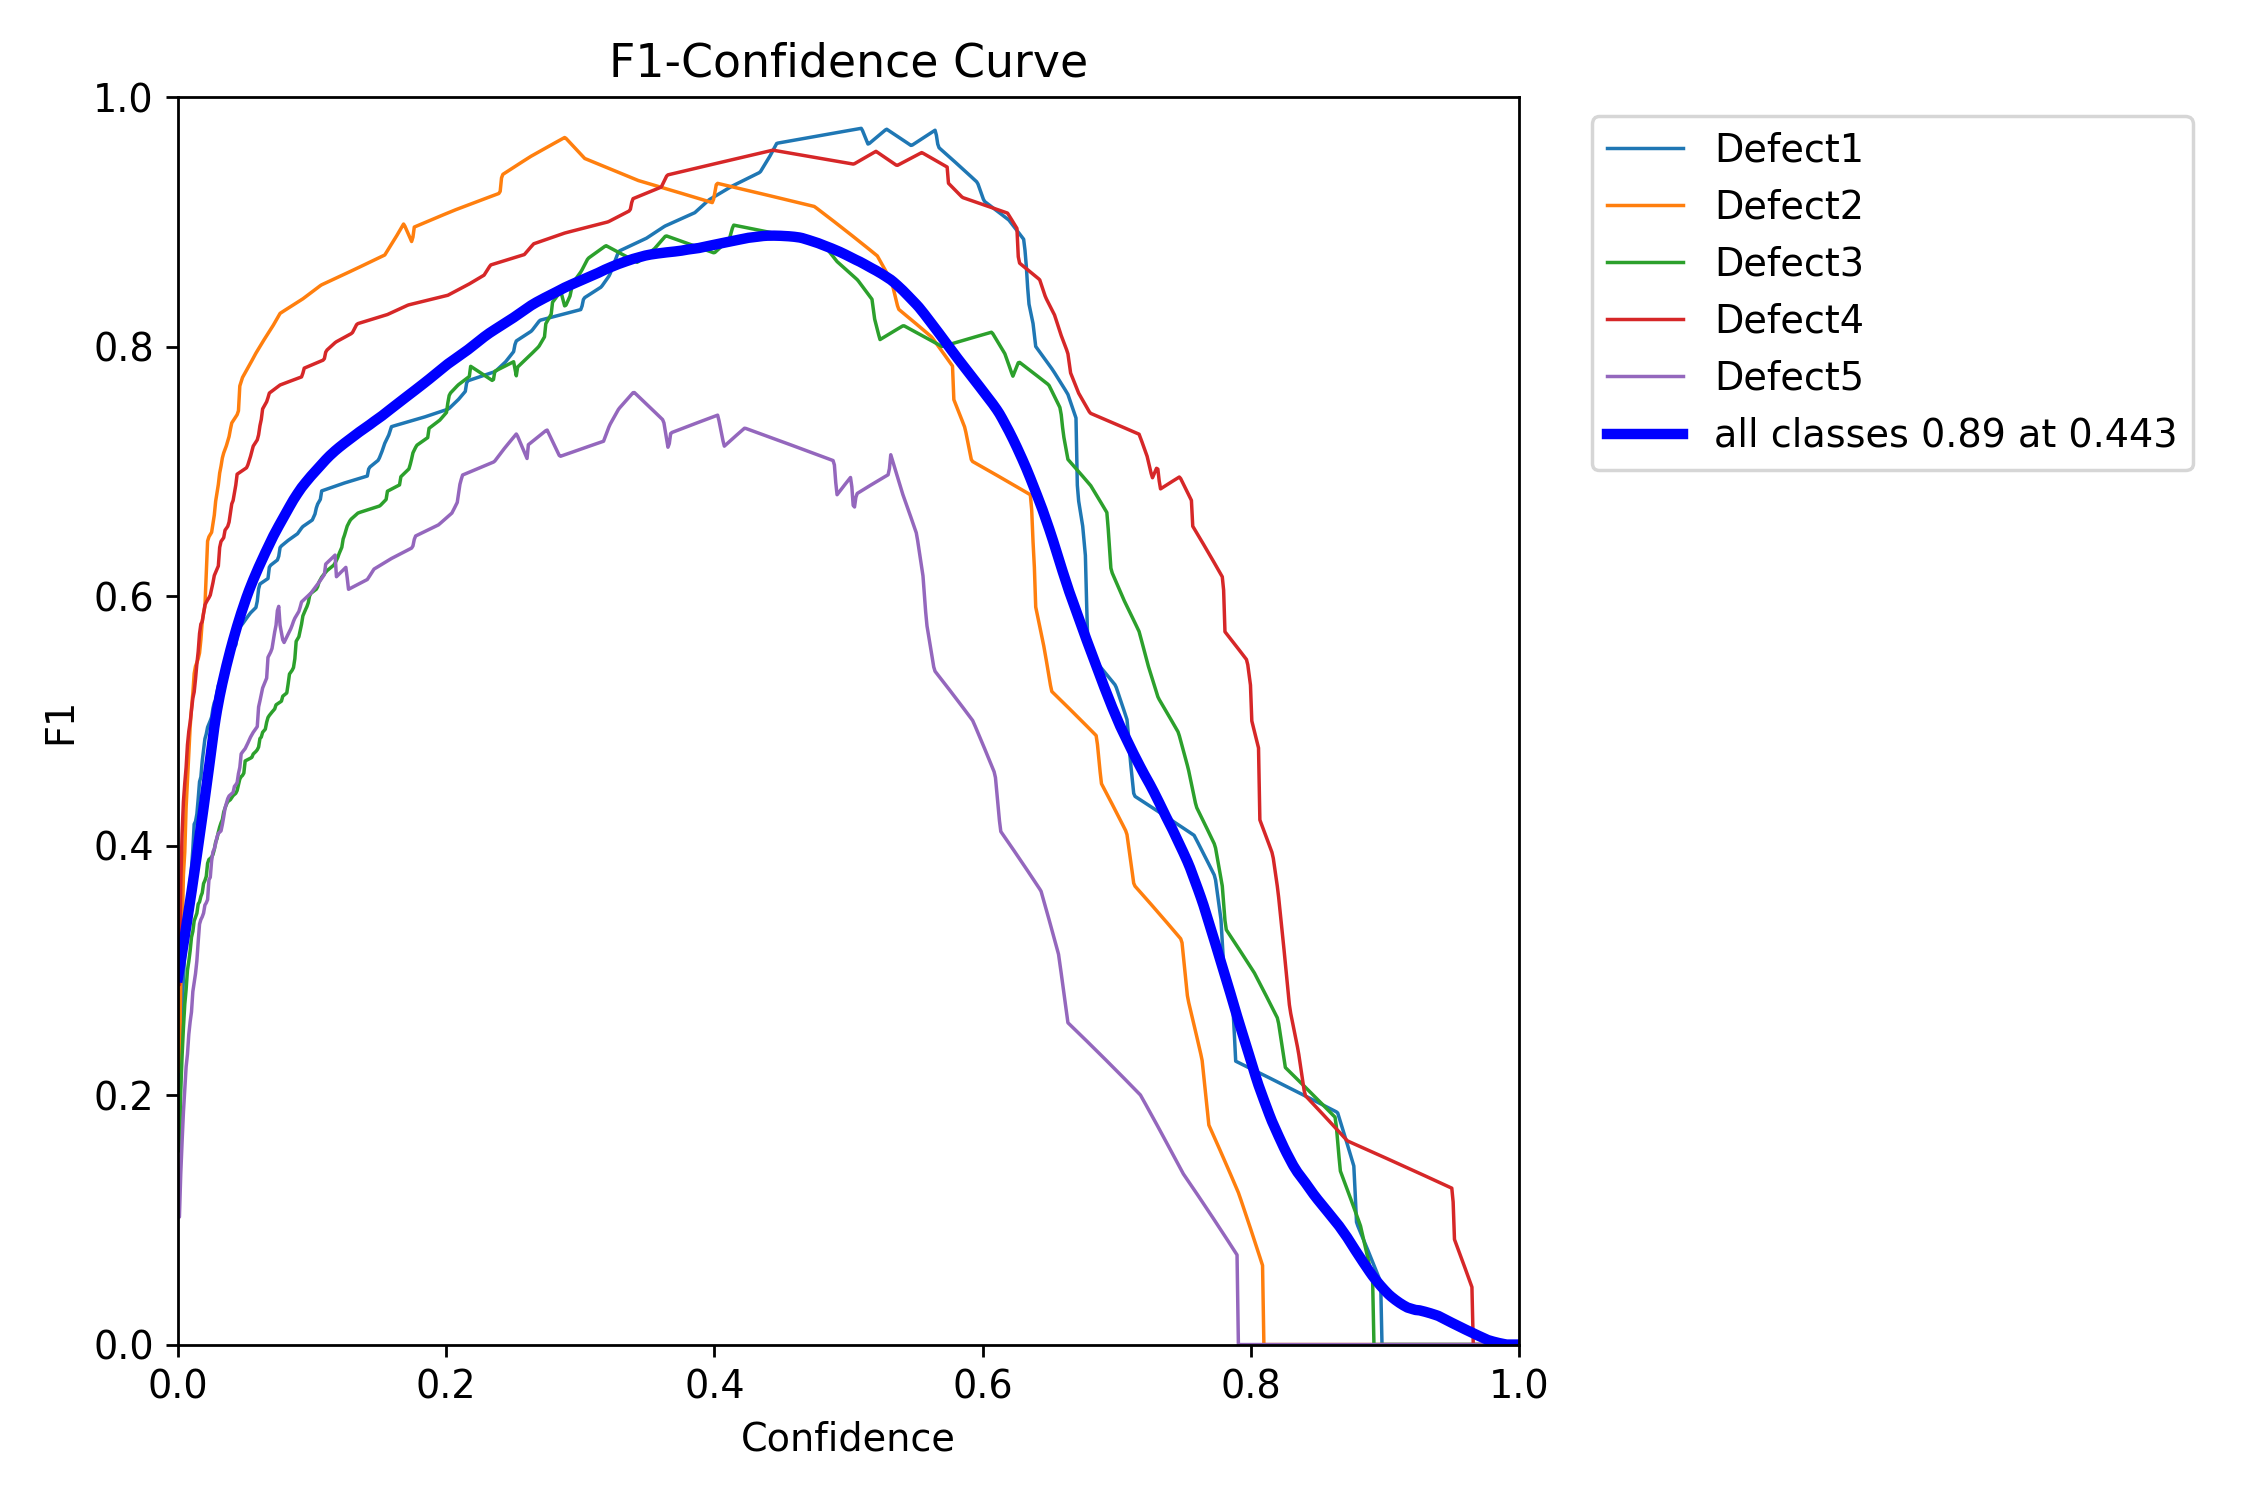 F1-Confidence Curve
1.0
0.8
0.6
0.4
0.2
0.0
F1
0.0 0.2 0.4 0.6 0.8 1.0
Confidence
Defect1
Defect2
Defect3
Defect4
Defect5
all classes 0.89 at 0.443